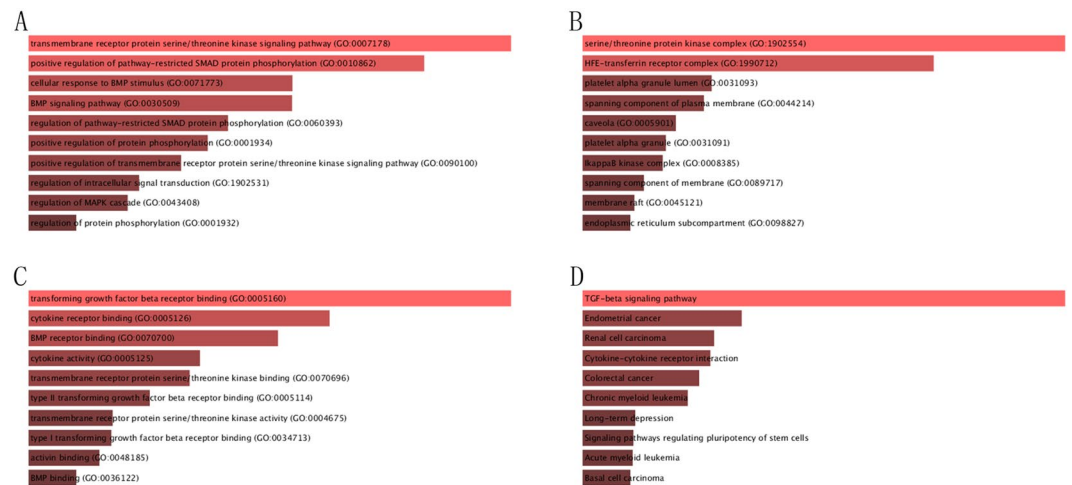 A
transmembrane receptor protein serine/threonine kinase signaling pathway (GO:0007178)
positive regulation of pathway-restricted SMAD protein phosphorylation (GO:0010862)
cellular response to BMP stimulus (GO:0071773)
BMP signaling pathway (GO:0030509)
regulation of pathway-restricted SMAD protein phosphorylation (GO:0060393)
positive regulation of protein phosphorylation (GO:0001934)
positive regulation of transmembrane receptor protein serine/threonine kinase signaling pathway (GO:0090100)
regulation of intracellular signal transduction (GO:1902531)
regulation of MAPK cascade (GO:0043408)
regulation of protein phosphorylation (GO:0001932)
B
serine/threonine protein kinase complex (GO:1902554)
HFE-transferrin receptor complex (GO:1990712)
platelet alpha granule lumen (GO:0031093)
spanning component of plasma membrane (GO:0044214)
caveola (GO:0005901)
platelet alpha granule (GO:0031091)
IkappaB kinase complex (GO:0008385)
spanning component of membrane (GO:0089717)
membrane raft (GO:0045121)
endoplasmic reticulum subcompartment (GO:0098827)
C
transforming growth factor beta receptor binding (GO:0005160)
cytokine receptor binding (GO:0005126)
BMP receptor binding (GO:0070700)
cytokine activity (GO:0005125)
transmembrane receptor protein serine/threonine kinase binding (GO:0070696)
type II transforming growth factor beta receptor binding (GO:0005114)
transmembrane receptor protein serine/threonine kinase activity (GO:0004675)
type I transforming growth factor beta receptor binding (GO:0034713)
activin binding (GO:0048185)
BMP binding (GO:0036122)
D
TGF-beta signaling pathway
Endometrial cancer
Renal cell carcinoma
Cytokine-cytokine receptor interaction
Colorectal cancer
Chronic myeloid leukemia
Long-term depression
Signaling pathways regulating pluripotency of stem cells
Acute myeloid leukemia
Basal cell carcinoma